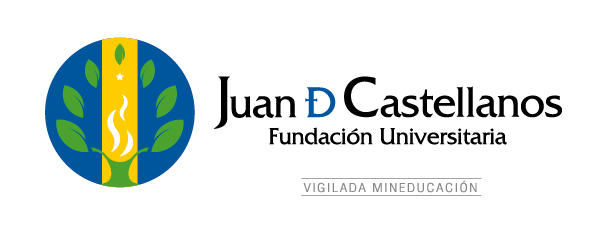 Juan Ð Castellanos
Fundación Universitaria
VIGILADA MINEDUCACIÓN